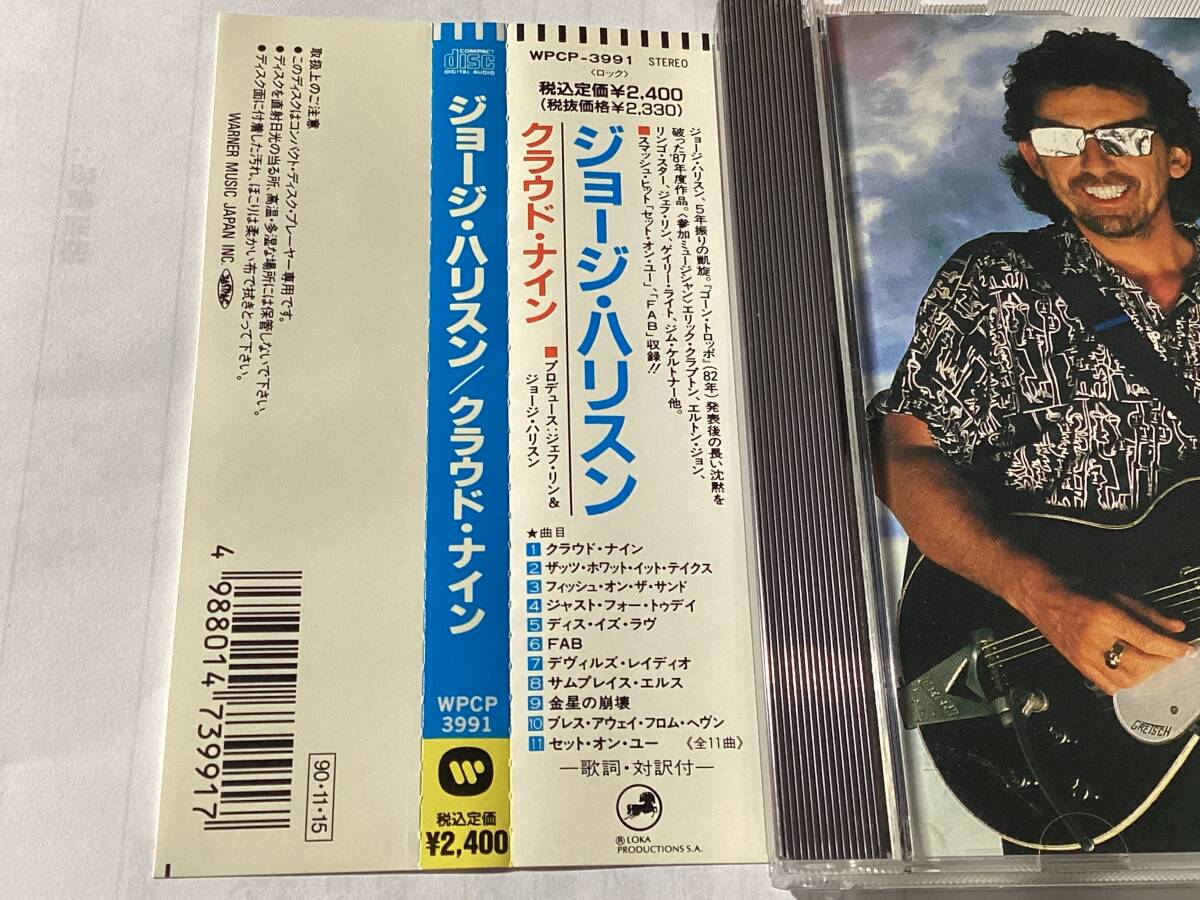 取扱上のご注意
●このディスクはコンパクト・ディスク・プレーヤー専用です。
●ディスクを直射日光の当る所、高温・多湿な場所には保管しないで下さい。
●ディスク面に付着した汚れ、ほこりは柔かい布で拭きとって下さい。
WARNER MUSIC JAPAN INC.
4 988014 739917
90・11・15
COMPACT
disc
DIGITAL AUDIO
ジョージ・ハリスン/クラウド・ナイン
WPCP
3991
税込定価
¥2,400
WPCP-3991 STEREO
〈ロック〉
税込定価¥2,400
(税抜価格¥2,330)
ジョージ・ハリスン、5年振りの凱旋。『ゴーン・トロッポ』(82年)発表後の長い沈黙を
破った'87年度作品。〈参加ミュージシャン〉エリック・クラプトン、エルトン・ジョン、
リンゴ・スター、ジェフ・リン、ゲイリー・ライト、ジム・ケルトナー他。
■スマッシュ・ヒット「セット・オン・ユー」、「FAB」収録!!
ジョージ・ハリスン
クラウド・ナイン
■プロデュース:ジェフ・リン&
ジョージ・ハリスン
★曲目
1 クラウド・ナイン
2 ザッツ・ホワット・イット・テイクス
3 フィッシュ・オン・ザ・サンド
4 ジャスト・フォー・トゥデイ
5 ディス・イズ・ラヴ
6 FAB
7 デヴィルズ・レイディオ
8 サムプレイス・エルス
9 金星の崩壊
10 ブレス・アウェイ・フロム・ヘヴン
11 セット・オン・ユー 《全11曲》
—歌詞・対訳付—
Ⓟ LOKA
PRODUCTIONS S.A.
GRETSCH